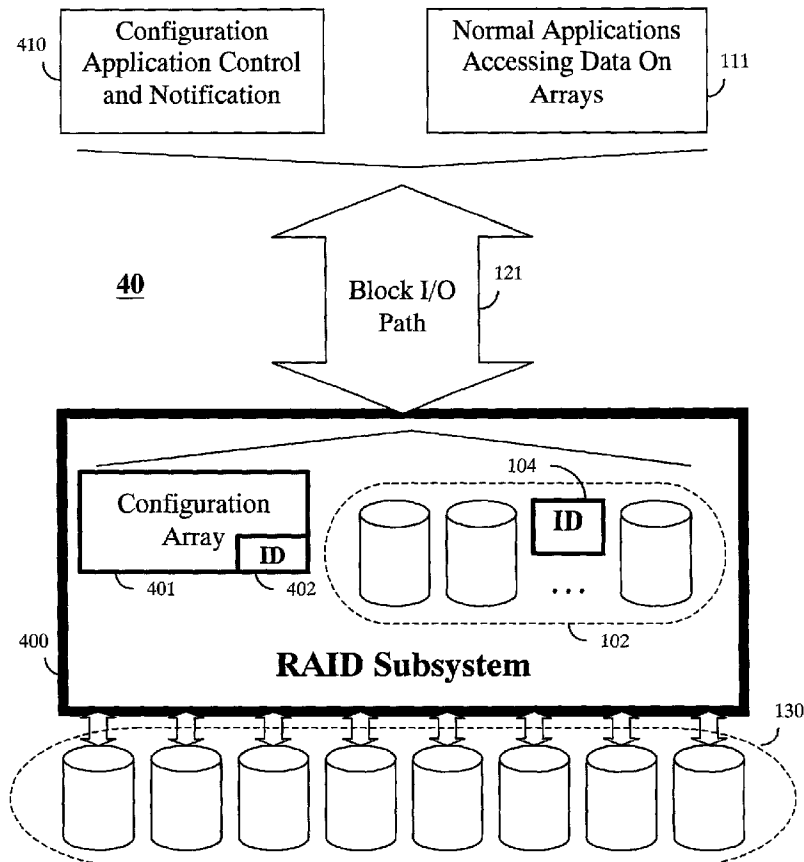 410
Configuration
Application Control
and Notification
Normal Applications
Accessing Data On
Arrays
111
40
Block I/O
Path
121
104
Configuration
Array
ID
ID
401
402
...
102
400
RAID Subsystem
130